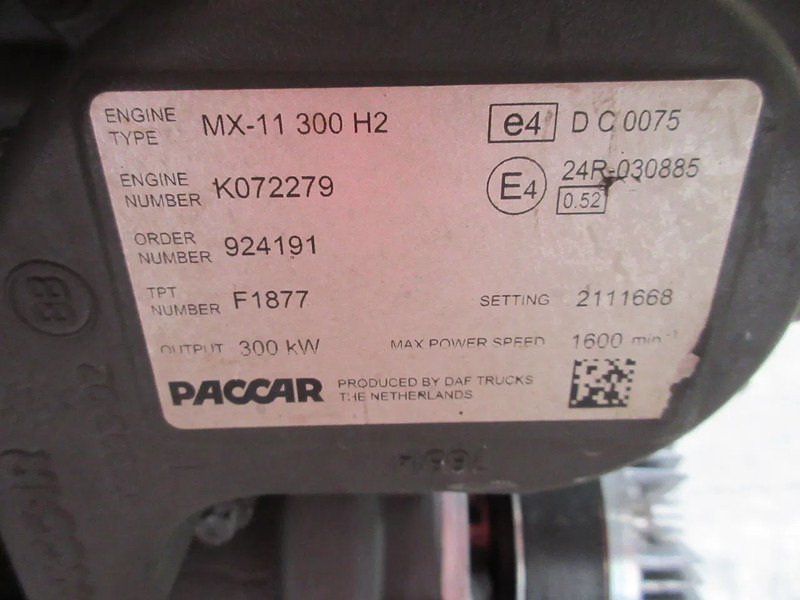 ENGINE TYPE MX-11 300 H2 e4 D C 0075
ENGINE NUMBER K072279 E4 24R-030885
0.52
ORDER NUMBER 924191
TPT NUMBER F1877 SETTING 2111668
OUTPUT 300 kW MAX POWER SPEED 1600 min-1
PACCAR PRODUCED BY DAF TRUCKS
THE NETHERLANDS